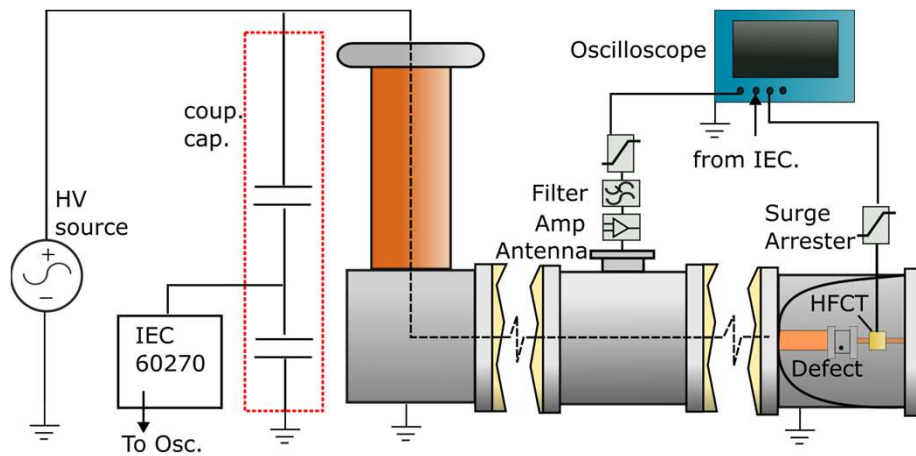 Oscilloscope
coup.
cap.
from IEC.
HV
source
Filter
Amp
Antenna
Surge
Arrester
HFCT
IEC
60270
Defect
To Osc.